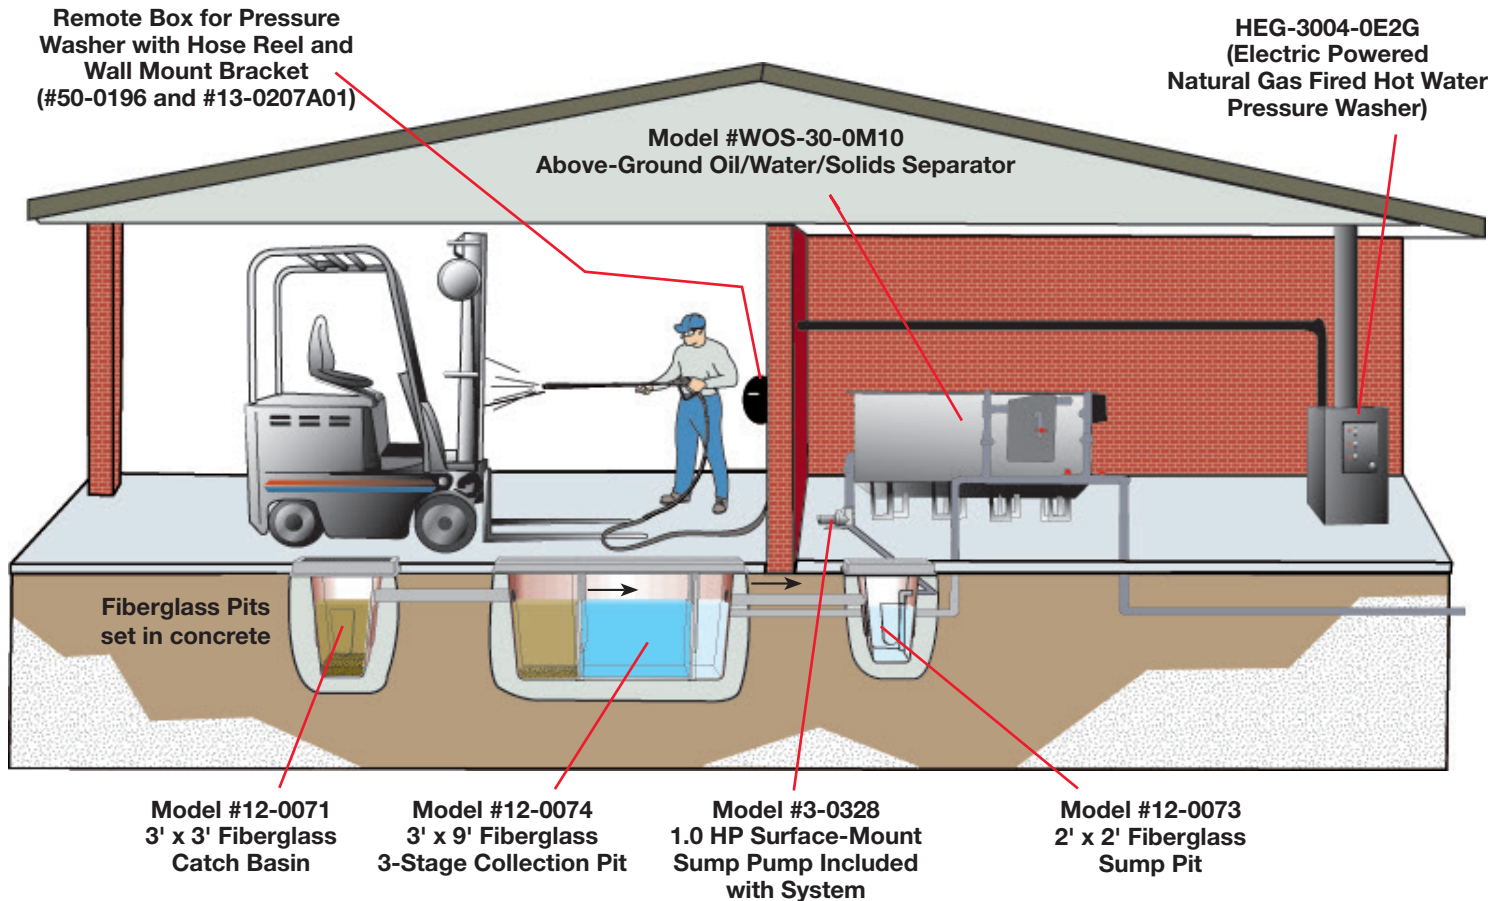 Remote Box for Pressure
Washer with Hose Reel and
Wall Mount Bracket
(#50-0196 and #13-0207A01)
HEG-3004-0E2G
(Electric Powered
Natural Gas Fired Hot Water
Pressure Washer)
Model #WOS-30-0M10
Above-Ground Oil/Water/Solids Separator
Fiberglass Pits
set in concrete
Model #12-0071
3' x 3' Fiberglass
Catch Basin
Model #12-0074
3' x 9' Fiberglass
3-Stage Collection Pit
Model #3-0328
1.0 HP Surface-Mount
Sump Pump Included
with System
Model #12-0073
2' x 2' Fiberglass
Sump Pit